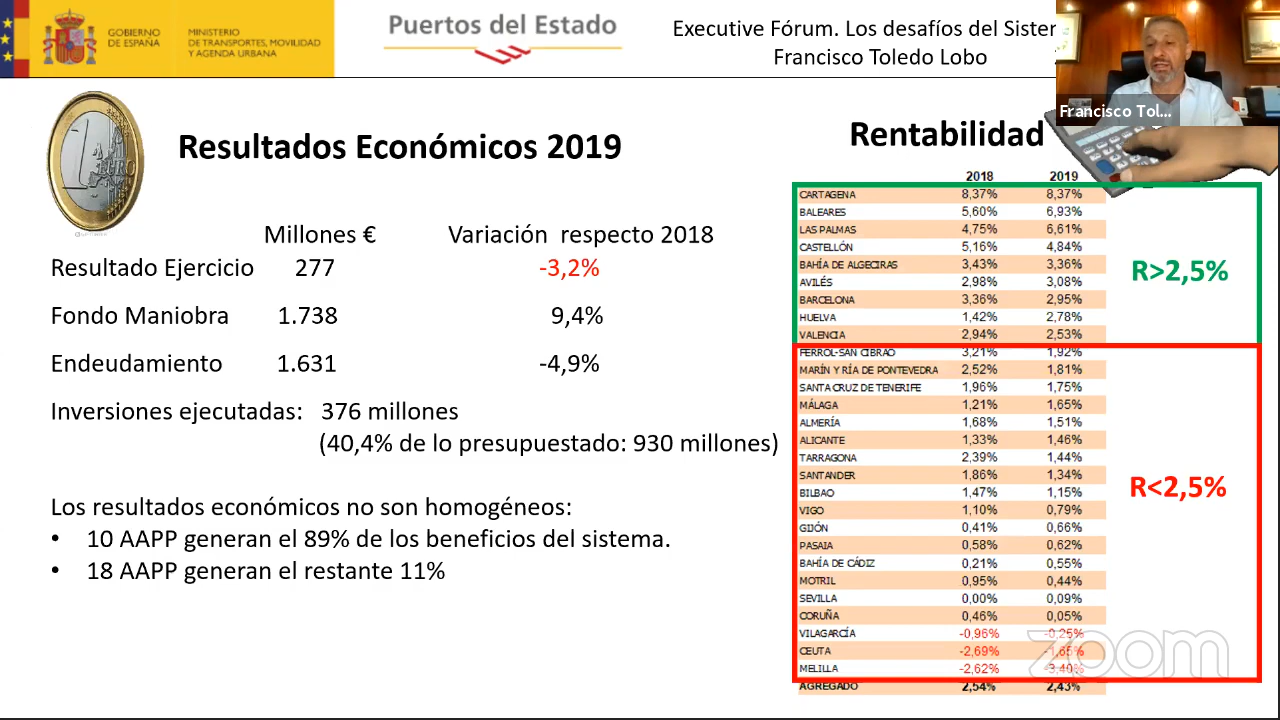 GOBIERNO
DE ESPAÑA
MINISTERIO
DE TRANSPORTES, MOVILIDAD
Y AGENDA URBANA
Puertos del Estado
Executive Fórum. Los desafíos del Sistem
Francisco Toledo Lobo
Francisco Tol...
Resultados Económicos 2019
Millones € Variación respecto 2018
Resultado Ejercicio 277 -3,2%
Fondo Maniobra 1.738 9,4%
Endeudamiento 1.631 -4,9%
Inversiones ejecutadas: 376 millones
(40,4% de lo presupuestado: 930 millones)
Los resultados económicos no son homogéneos:
• 10 AAPP generan el 89% de los beneficios del sistema.
• 18 AAPP generan el restante 11%
Rentabilidad
2018 2019
CARTAGENA 8,37% 8,37%
BALEARES 5,60% 6,93%
LAS PALMAS 4,75% 6,61%
CASTELLÓN 5,16% 4,84%
BAHÍA DE ALGECIRAS 3,43% 3,36%
AVILÉS 2,98% 3,08%
BARCELONA 3,36% 2,95%
HUELVA 1,42% 2,78%
VALENCIA 2,94% 2,53%
R>2,5%
FERROL-SAN CIBRAO 3,21% 1,92%
MARÍN Y RÍA DE PONTEVEDRA 2,52% 1,81%
SANTA CRUZ DE TENERIFE 1,96% 1,75%
MÁLAGA 1,21% 1,65%
ALMERÍA 1,68% 1,51%
ALICANTE 1,33% 1,46%
TARRAGONA 2,39% 1,44%
SANTANDER 1,86% 1,34%
BILBAO 1,47% 1,15%
VIGO 1,10% 0,79%
GIJÓN 0,41% 0,66%
PASAIA 0,58% 0,62%
BAHÍA DE CÁDIZ 0,21% 0,55%
MOTRIL 0,95% 0,44%
SEVILLA 0,00% 0,09%
CORUÑA 0,46% 0,05%
VILAGARCÍA -0,96% -0,25%
CEUTA -2,69% -1,65%
MELILLA -2,62% -3,40%
AGREGADO 2,54% 2,43%
R<2,5%
zoom